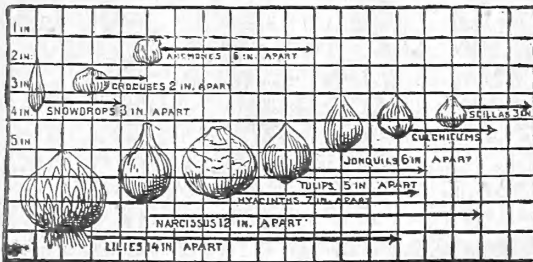 1 IN
2 IN.
ANEMONES 6 IN. APART
3 IN
CROCUSES 2 IN. APART
4 IN
SNOWDROPS 3 IN. APART
SCILLAS 3 IN.
COLCHICUMS
5 IN
JONQUILS 6 IN APART
TULIPS 5 IN APART
HYACINTHS 7 IN. APART
NARCISSUS 12 IN. APART
LILIES 14 IN APART